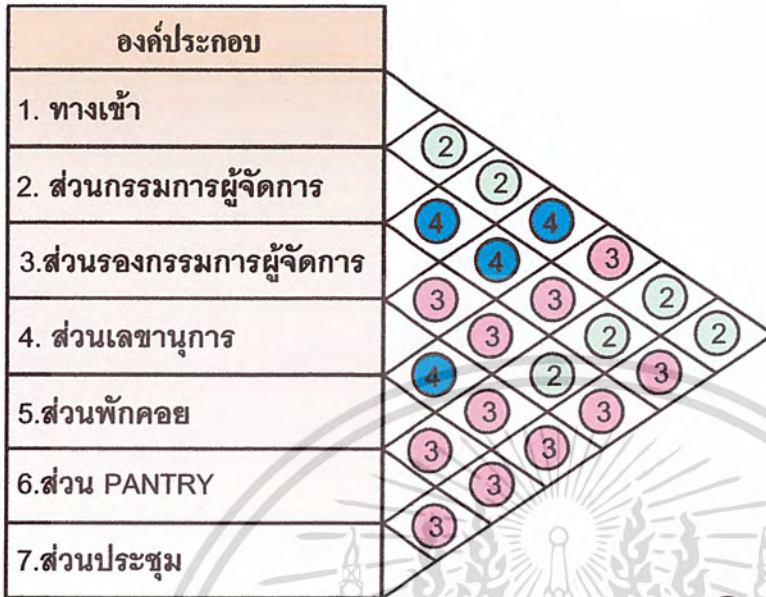 องค์ประกอบ
1. ทางเข้า
2
2
2. ส่วนกรรมการผู้จัดการ
4
4
3.ส่วนรองกรรมการผู้จัดการ
4
3
3
3
2
4. ส่วนเลขานุการ
3
2
2
4
2
3
5.ส่วนพักคอย
3
3
3
3
6.ส่วน PANTRY
3
3
7.ส่วนประชุม